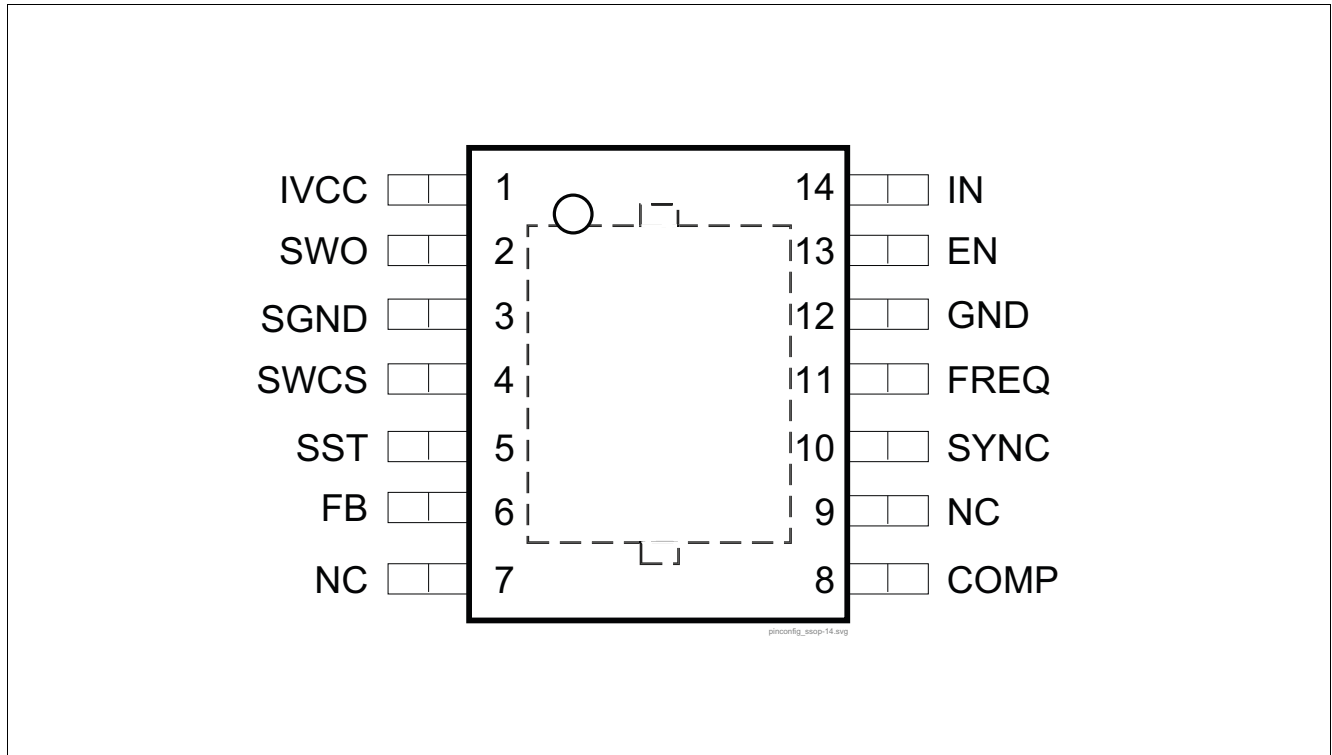 IVCC 1 14 IN
SWO 2 13 EN
SGND 3 12 GND
SWCS 4 11 FREQ
SST 5 10 SYNC
FB 6 9 NC
NC 7 8 COMP
pinconfig_ssop-14.svg